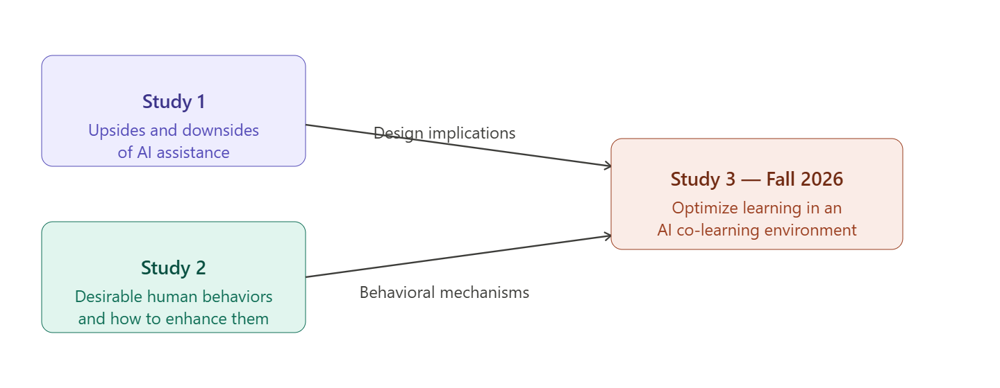 Study 1
Upsides and downsides
of AI assistance
Design implications
Study 2
Desirable human behaviors
and how to enhance them
Behavioral mechanisms
Study 3 — Fall 2026
Optimize learning in an
AI co-learning environment